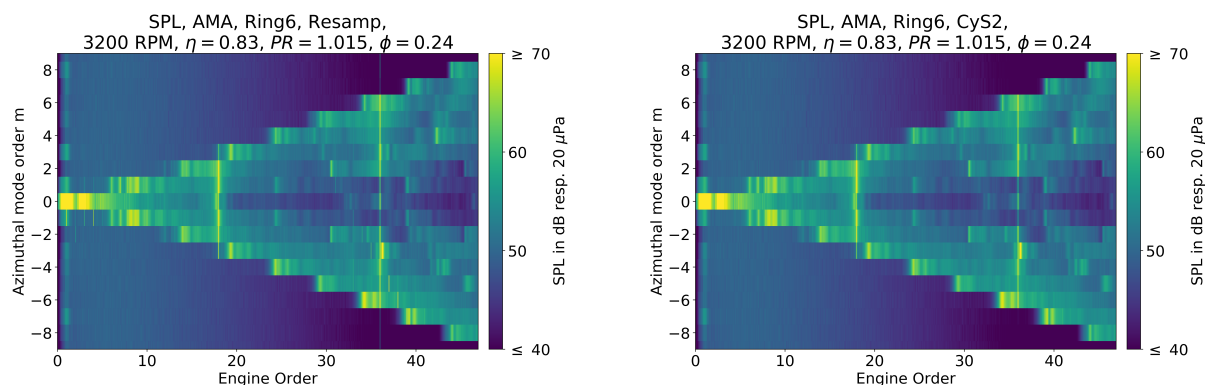 SPL, AMA, Ring6, Resamp,
3200 RPM, η = 0.83, PR = 1.015, ϕ = 0.24
Azimuthal mode order m
8
6
4
2
0
−2
−4
−6
−8
0 10 20 30 40
Engine Order
≥ 70
60
50
≤ 40
SPL in dB resp. 20 μPa
SPL, AMA, Ring6, CyS2,
3200 RPM, η = 0.83, PR = 1.015, ϕ = 0.24
Azimuthal mode order m
8
6
4
2
0
−2
−4
−6
−8
0 10 20 30 40
Engine Order
≥ 70
60
50
≤ 40
SPL in dB resp. 20 μPa